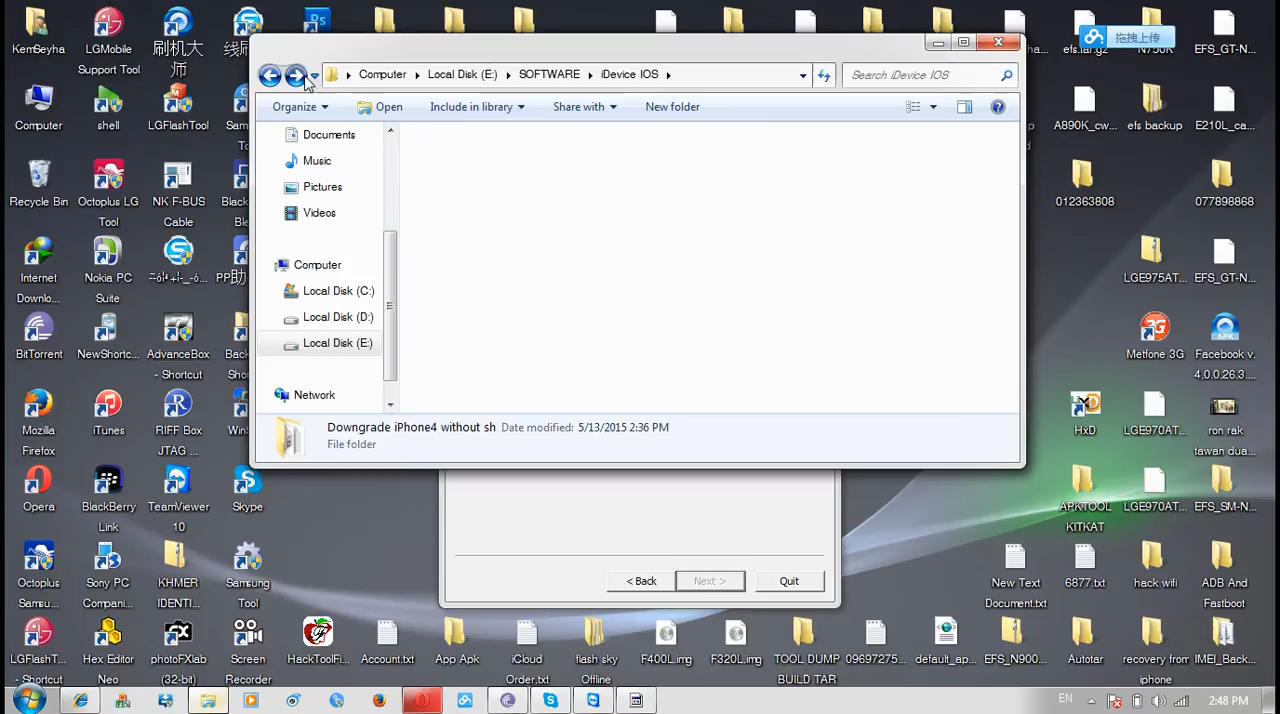 KemSeyha
LGMobile
Support Tool
刷机大
师
Computer
shell
LGFlashTool
Recycle Bin
Octoplus LG
Tool
NK F-BUS
Cable
Internet
Downlo...
Nokia PC
Suite
BitTorrent
NewShortc...
AdvanceBox
- Shortcut
Mozilla
Firefox
iTunes
RIFF Box
JTAG ...
Opera
BlackBerry
Link
TeamViewer
10
Skype
Octoplus
Samsu...
Sony PC
Compani...
KHMER
IDENTI...
Samsung
Tool
LGFlashT...
- Shortcut
Hex Editor
Neo
photoFXlab
(32-bit)
Screen
Recorder
HackToolFi...
Account.txt
App Apk
iCloud
Order.txt
flash sky
Offline
F400L.img
F320L.img
TOOL DUMP
BUILD TAR
09697275...
default_ap...
EFS_N900...
Autotar
recovery from
iphone
IMEI_Back...
Computer
Local Disk (E:)
SOFTWARE
iDevice IOS
Search iDevice IOS
Organize
Open
Include in library
Share with
New folder
Documents
Music
Pictures
Videos
Computer
Local Disk (C:)
Local Disk (D:)
Local Disk (E:)
Network
Downgrade iPhone4 without sh Date modified: 5/13/2015 2:36 PM
File folder
< Back
Next >
Quit
拖拽上传
efs.tar.gz
N750K
EFS_GT-N...
A890K_cw...
efs backup
E210L_ca...
012363808
077898868
LGE975AT...
EFS_GT-N...
Metfone 3G
Facebook v.
4.0.0.26.3....
HxD
LGE970AT...
ron rak
tawan dua...
APKTOOL
KITKAT
LGE970AT...
EFS_SM-N...
New Text
Document.txt
6877.txt
hack wifi
ADB And
Fastboot
EN
2:48 PM